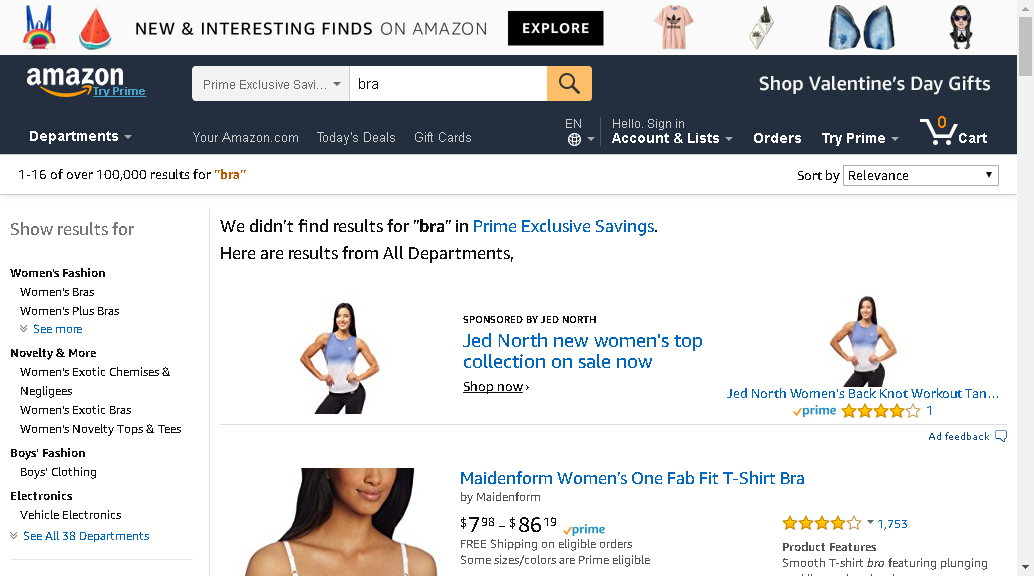 NEW & INTERESTING FINDS ON AMAZON EXPLORE
amazon
Try Prime
Prime Exclusive Savi...
bra
Shop Valentine's Day Gifts
Departments
Your Amazon.com
Today's Deals
Gift Cards
EN
Hello. Sign in
Account & Lists
Orders
Try Prime
0
Cart
1-16 of over 100,000 results for "bra"
Sort by Relevance
Show results for
Women's Fashion
Women's Bras
Women's Plus Bras
See more
Novelty & More
Women's Exotic Chemises &
Negligees
Women's Exotic Bras
Women's Novelty Tops & Tees
Boys' Fashion
Boys' Clothing
Electronics
Vehicle Electronics
See All 38 Departments
We didn't find results for "bra" in Prime Exclusive Savings.
Here are results from All Departments,
SPONSORED BY JED NORTH
Jed North new women's top
collection on sale now
Shop now ›
Jed North Women's Back Knot Workout Tan...
prime 1
Ad feedback
Maidenform Women's One Fab Fit T-Shirt Bra
by Maidenform
$7.98 - $86.19 prime
FREE Shipping on eligible orders
Some sizes/colors are Prime eligible
1,753
Product Features
Smooth T-shirt bra featuring plunging